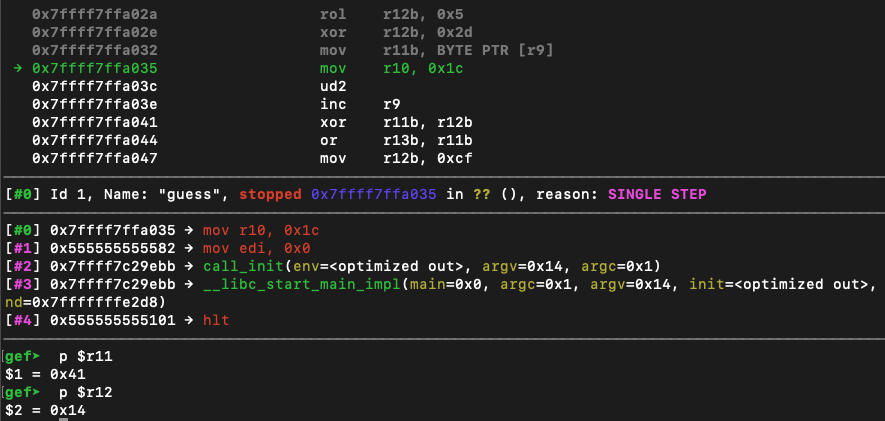 0x7ffff7ffa02a rol r12b, 0x5
0x7ffff7ffa02e xor r12b, 0x2d
0x7ffff7ffa032 mov r11b, BYTE PTR [r9]
→ 0x7ffff7ffa035 mov r10, 0x1c
0x7ffff7ffa03c ud2
0x7ffff7ffa03e inc r9
0x7ffff7ffa041 xor r11b, r12b
0x7ffff7ffa044 or r13b, r11b
0x7ffff7ffa047 mov r12b, 0xcf
[#0] Id 1, Name: "guess", stopped 0x7ffff7ffa035 in ?? (), reason: SINGLE STEP
[#0] 0x7ffff7ffa035 → mov r10, 0x1c
[#1] 0x555555555582 → mov edi, 0x0
[#2] 0x7ffff7c29ebb → call_init(env=<optimized out>, argv=0x14, argc=0x1)
[#3] 0x7ffff7c29ebb → __libc_start_main_impl(main=0x0, argc=0x1, argv=0x14, init=<optimized out>,
nd=0x7fffffffe2d8)
[#4] 0x555555555101 → hlt
gef➤ p $r11
$1 = 0x41
gef➤ p $r12
$2 = 0x14